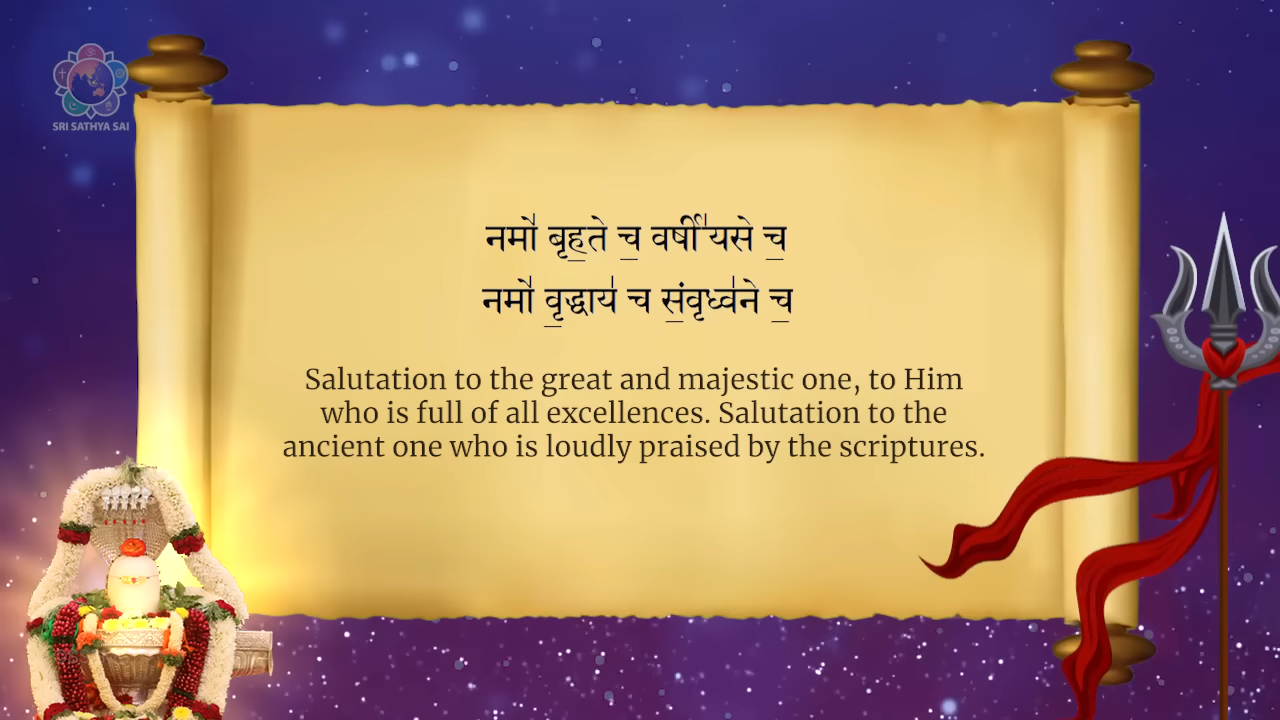 SRI SATHYA SAI
नमो॑ बृह॒ते च॒ वर्षी॑॑यसे च॒
नमो॑ वृ॒द्धाय॑ च सं॒वृध्व॑ने च॒
Salutation to the great and majestic one, to Him
who is full of all excellences. Salutation to the
ancient one who is loudly praised by the scriptures.